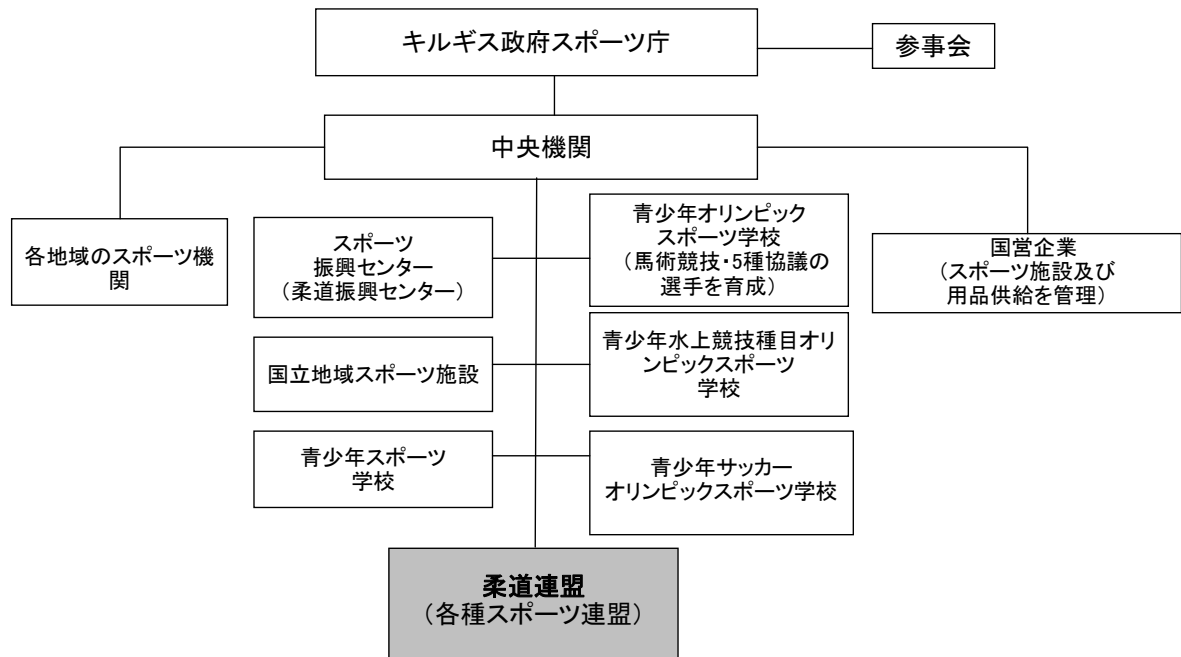 キルギス政府スポーツ庁
参事会
中央機関
各地域のスポーツ機
関
スポーツ
振興センター
（柔道振興センター）
青少年オリンピック
スポーツ学校
（馬術競技・5種協議の
選手を育成）
国営企業
（スポーツ施設及び
用品供給を管理）
国立地域スポーツ施設
青少年水上競技種目オリ
ンピックスポーツ
学校
青少年スポーツ
学校
青少年サッカー
オリンピックスポーツ学校
柔道連盟
（各種スポーツ連盟）